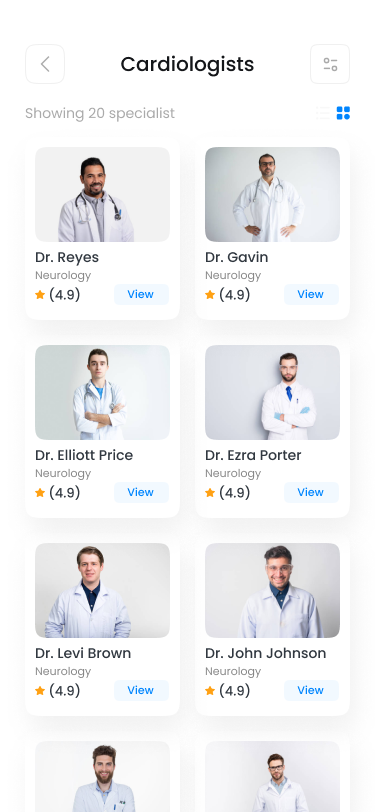 Cardiologists
Showing 20 specialist
Dr. Reyes
Neurology
(4.9) View
Dr. Gavin
Neurology
(4.9) View
Dr. Elliott Price
Neurology
(4.9) View
Dr. Ezra Porter
Neurology
(4.9) View
Dr. Levi Brown
Neurology
(4.9) View
Dr. John Johnson
Neurology
(4.9) View